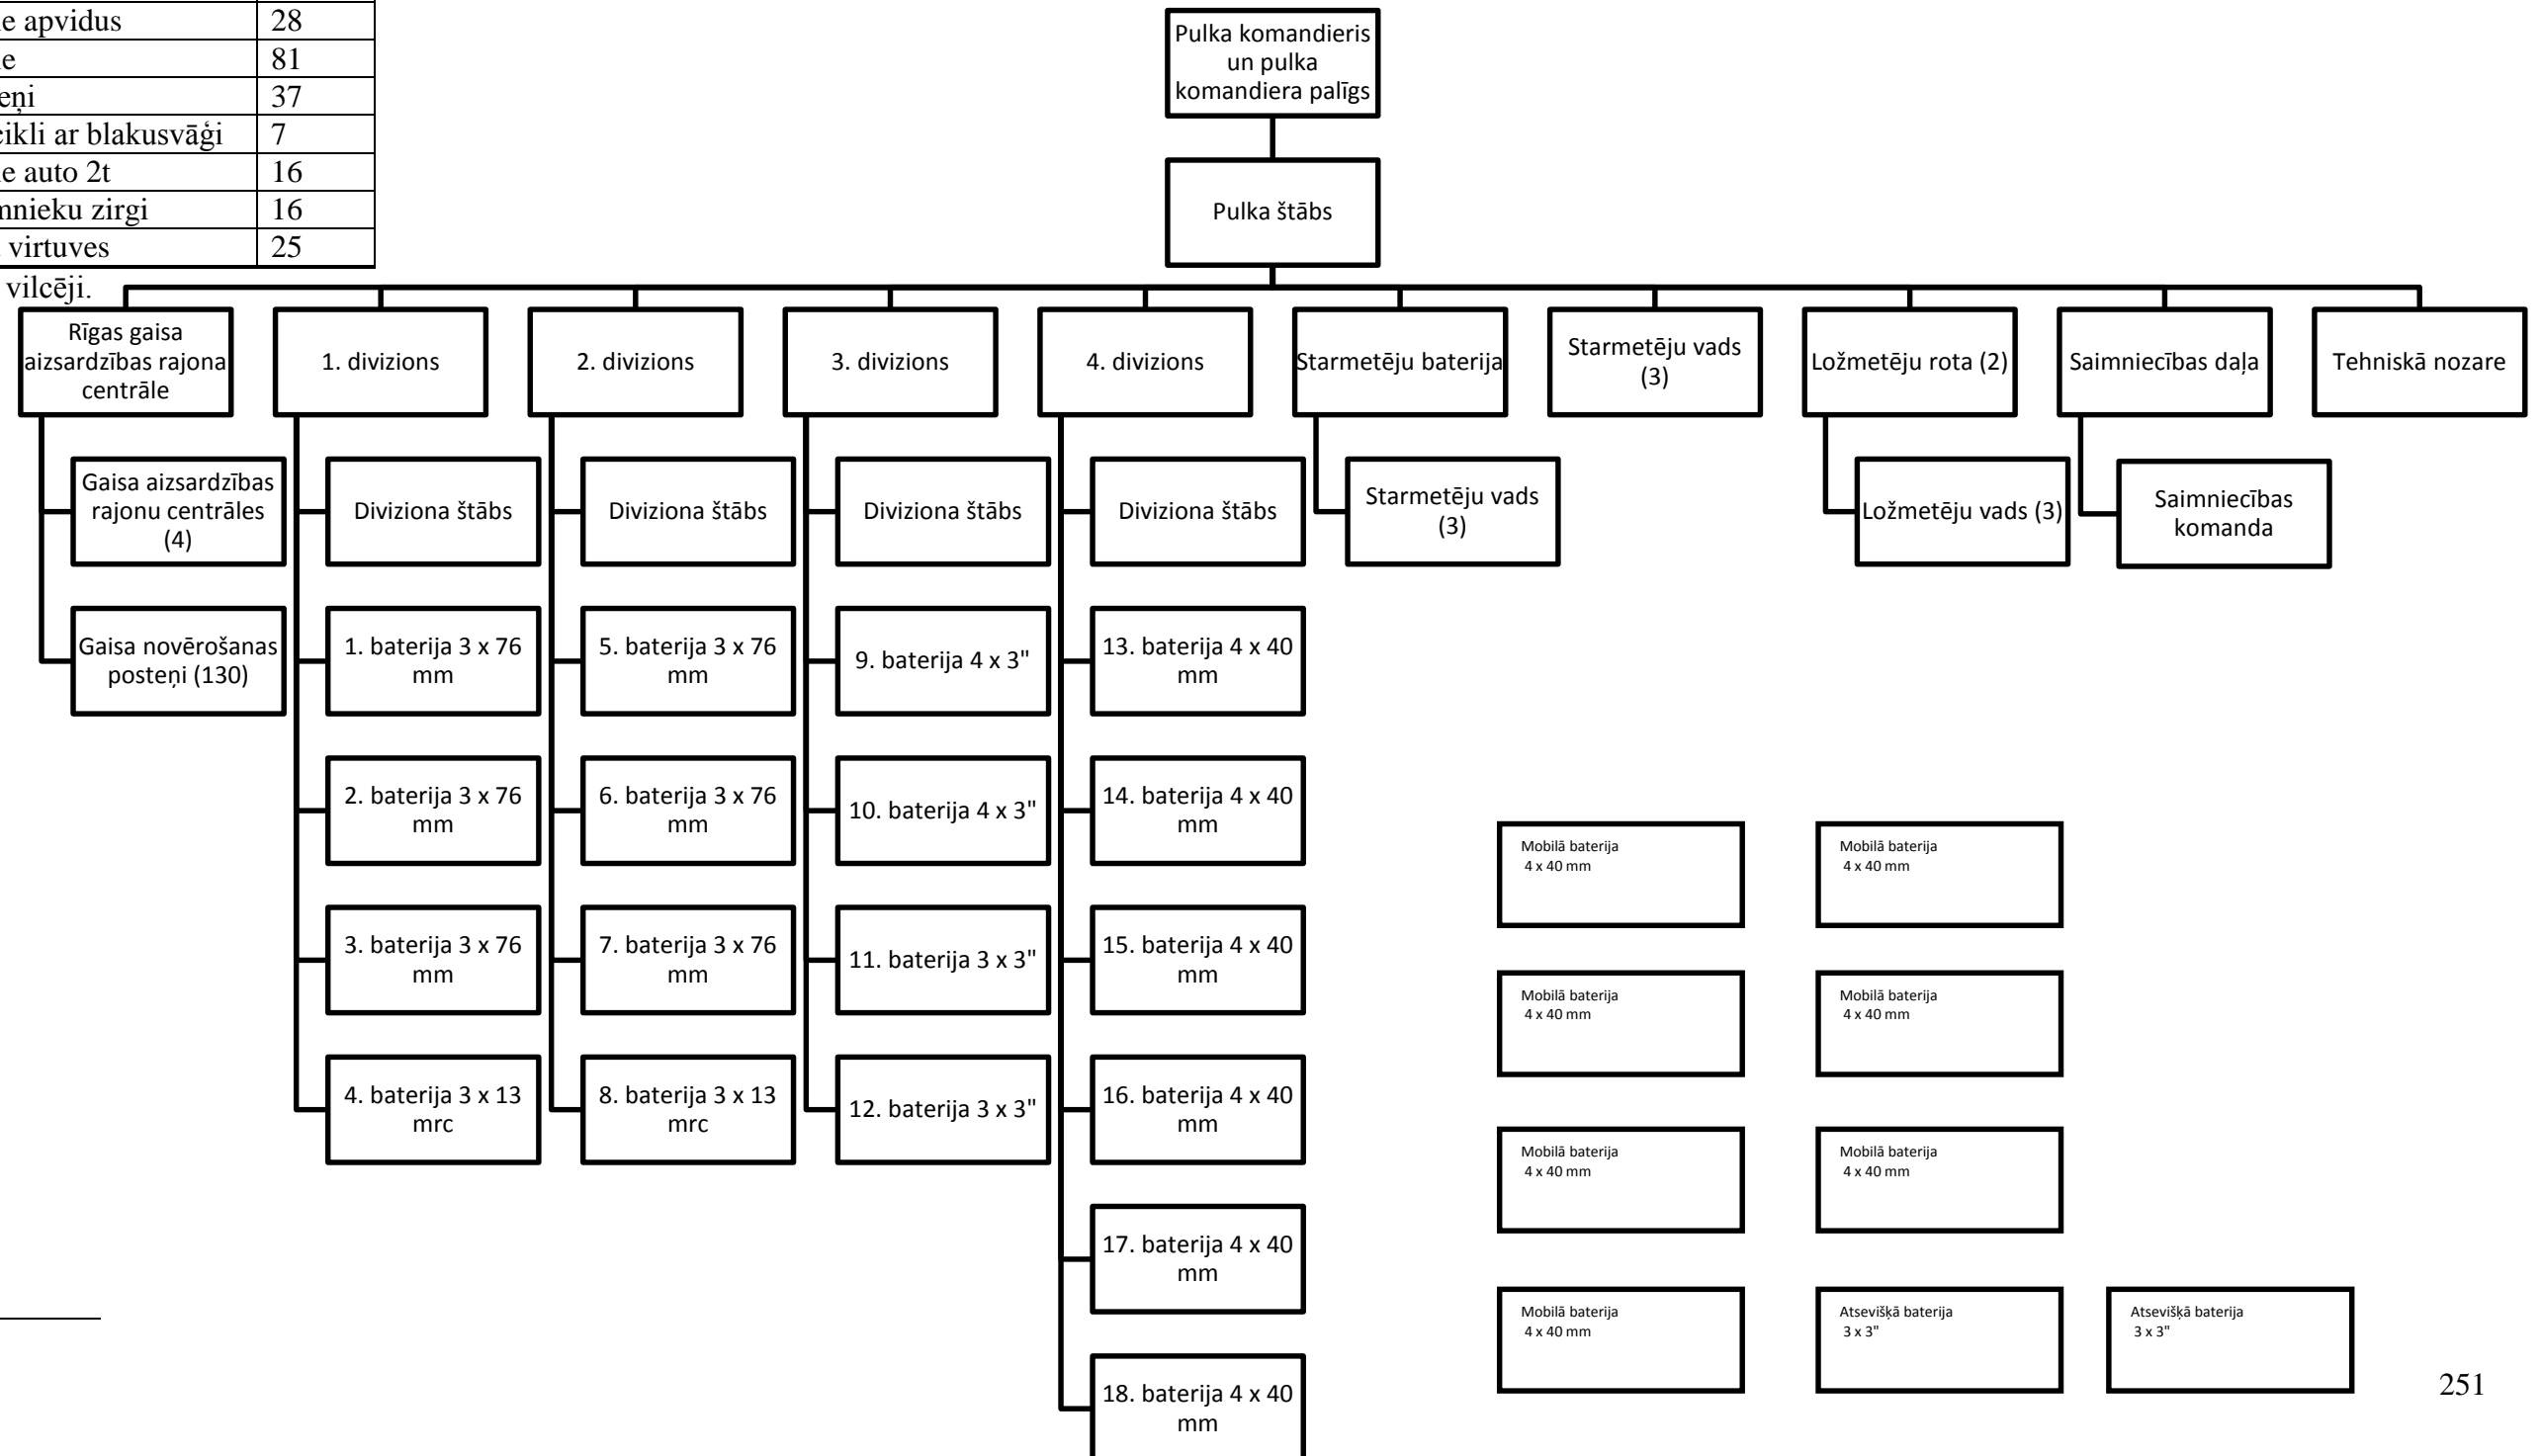 ie apvidus 28
ie 81
eņi 37
cikli ar blakusvāģi 7
ie auto 2t 16
mnieku zirgi 16
virtuves 25
vilcēji.
Pulka komandieris
un pulka
komandiera palīgs
Pulka štābs
Rīgas gaisa
aizsardzības rajona
centrāle
1. divizions
2. divizions
3. divizions
4. divizions
Starmetēju baterija
Starmetēju vads
(3)
Ložmetēju rota (2)
Saimniecības daļa
Tehniskā nozare
Gaisa aizsardzības
rajonu centrāles
(4)
Diviziona štābs
Diviziona štābs
Diviziona štābs
Diviziona štābs
Starmetēju vads
(3)
Ložmetēju vads (3)
Saimniecības
komanda
Gaisa novērošanas
posteņi (130)
1. baterija 3 x 76
mm
5. baterija 3 x 76
mm
9. baterija 4 x 3"
13. baterija 4 x 40
mm
2. baterija 3 x 76
mm
6. baterija 3 x 76
mm
10. baterija 4 x 3"
14. baterija 4 x 40
mm
Mobilā baterija
4 x 40 mm
Mobilā baterija
4 x 40 mm
3. baterija 3 x 76
mm
7. baterija 3 x 76
mm
11. baterija 3 x 3"
15. baterija 4 x 40
mm
Mobilā baterija
4 x 40 mm
Mobilā baterija
4 x 40 mm
4. baterija 3 x 13
mrc
8. baterija 3 x 13
mrc
12. baterija 3 x 3"
16. baterija 4 x 40
mm
Mobilā baterija
4 x 40 mm
Mobilā baterija
4 x 40 mm
17. baterija 4 x 40
mm
Mobilā baterija
4 x 40 mm
Atsevišķā baterija
3 x 3"
Atsevišķā baterija
3 x 3"
18. baterija 4 x 40
mm
251